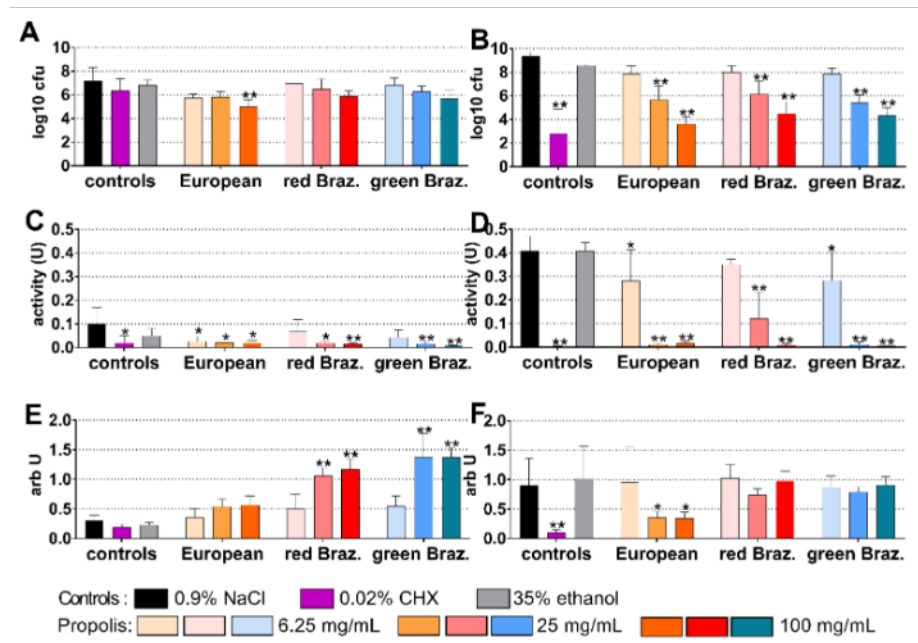 A
log10 cfu
10
8
6
4
2
0
**
controls European red Braz. green Braz.
B
log10 cfu
10
8
6
4
2
0
** ** ** ** ** ** **
controls European red Braz. green Braz.
C
activity (U)
0.5
0.4
0.3
0.2
0.1
0.0
* * * * * ** ** **
controls European red Braz. green Braz.
D
activity (U)
0.5
0.4
0.3
0.2
0.1
0.0
** * ** ** ** ** * ** **
controls European red Braz. green Braz.
E
arb U
2.0
1.5
1.0
0.5
0.0
** ** ** **
controls European red Braz. green Braz.
F
arb U
2.0
1.5
1.0
0.5
0.0
** * *
controls European red Braz. green Braz.
Controls : 0.9% NaCl 0.02% CHX 35% ethanol
Propolis: 6.25 mg/mL 25 mg/mL 100 mg/mL